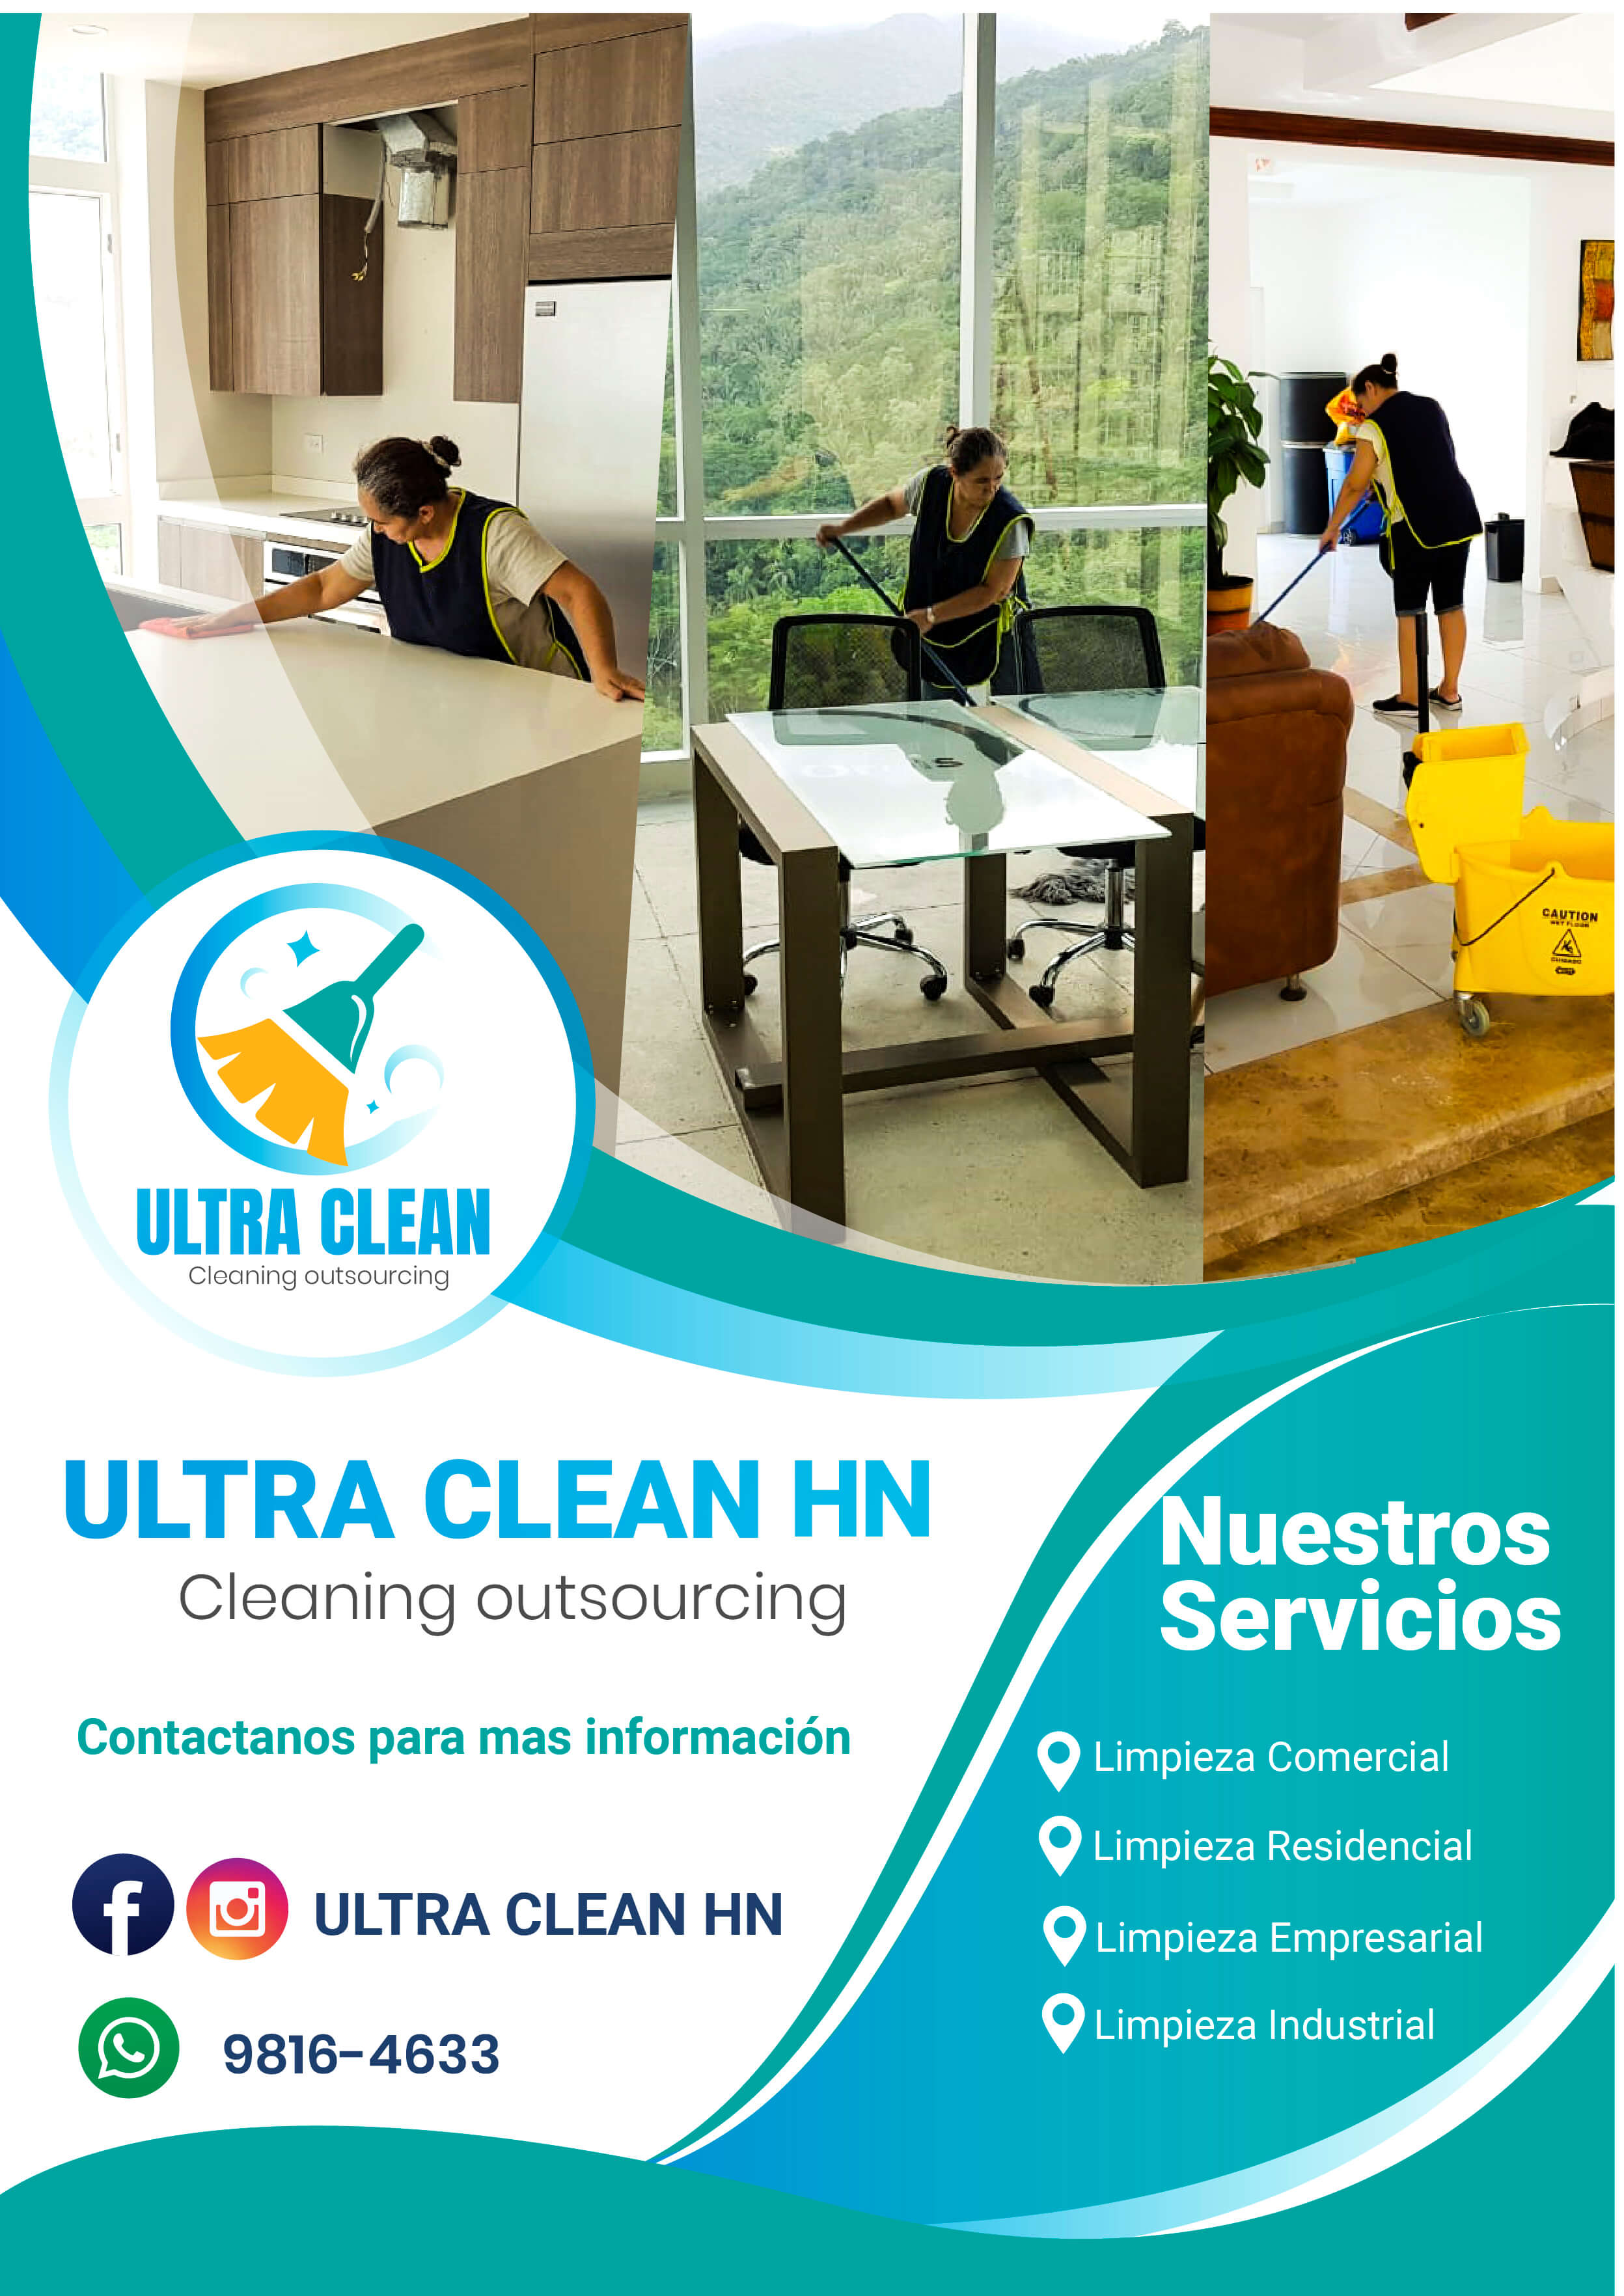 CAUTION
WET FLOOR
CUIDADO
ULTRA CLEAN
Cleaning outsourcing
ULTRA CLEAN HN
Cleaning outsourcing
Contactanos para mas información
ULTRA CLEAN HN
9816-4633
Nuestros
Servicios
Limpieza Comercial
Limpieza Residencial
Limpieza Empresarial
Limpieza Industrial